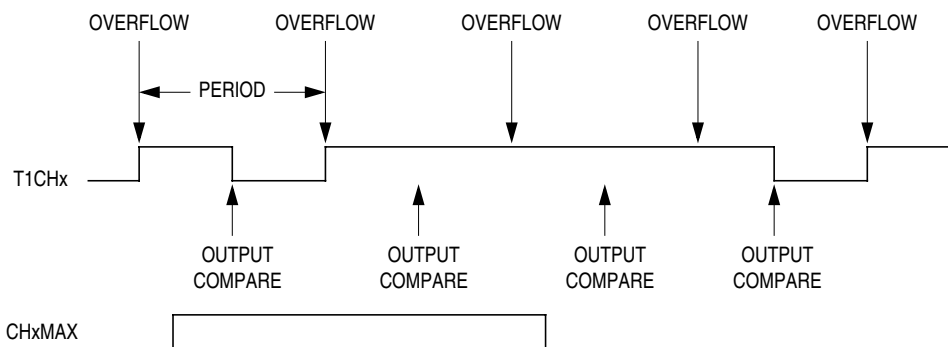 OVERFLOW OVERFLOW OVERFLOW OVERFLOW OVERFLOW
PERIOD
T1CHx
OUTPUT COMPARE
OUTPUT COMPARE
OUTPUT COMPARE
OUTPUT COMPARE
CHxMAX